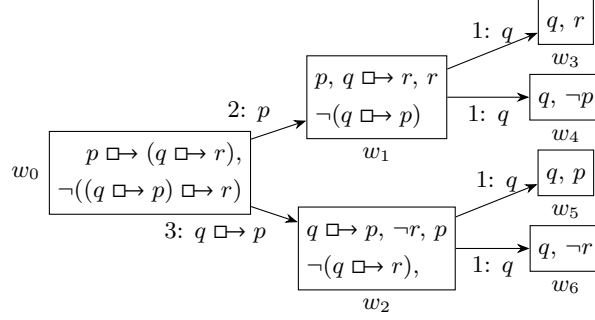 w₀
p □→ (q □→ r),
¬((q □→ p) □→ r)
2: p
3: q □→ p
p, q □→ r, r
¬(q □→ p)
w₁
q □→ p, ¬r, p
¬(q □→ r),
w₂
1: q
1: q
1: q
1: q
q, r
w₃
q, ¬p
w₄
q, p
w₅
q, ¬r
w₆